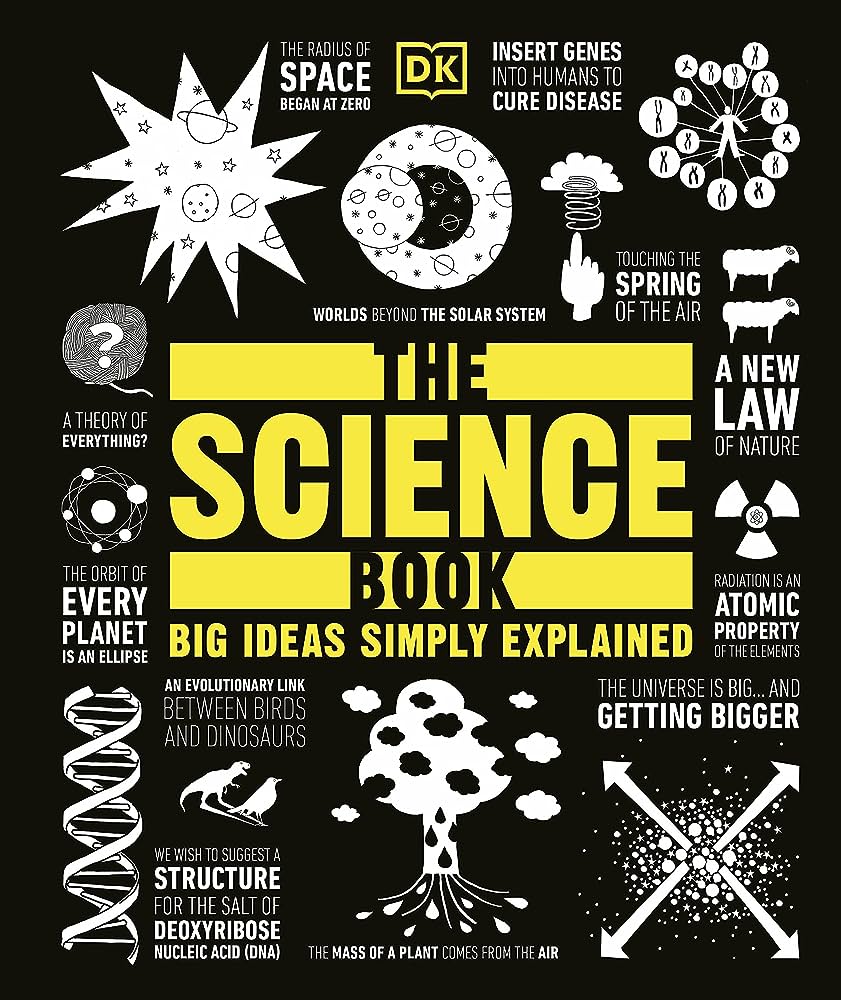 THE RADIUS OF
SPACE
BEGAN AT ZERO
DK
INSERT GENES
INTO HUMANS TO
CURE DISEASE
TOUCHING THE
SPRING
OF THE AIR
WORLDS BEYOND THE SOLAR SYSTEM
?
A THEORY OF
EVERYTHING?
A NEW
LAW
OF NATURE
THE
SCIENCE
BOOK
BIG IDEAS SIMPLY EXPLAINED
THE ORBIT OF
EVERY
PLANET
IS AN ELLIPSE
RADIATION IS AN
ATOMIC
PROPERTY
OF THE ELEMENTS
AN EVOLUTIONARY LINK
BETWEEN BIRDS
AND DINOSAURS
THE UNIVERSE IS BIG... AND
GETTING BIGGER
WE WISH TO SUGGEST A
STRUCTURE
FOR THE SALT OF
DEOXYRIBOSE
NUCLEIC ACID (DNA)
THE MASS OF A PLANT COMES FROM THE AIR